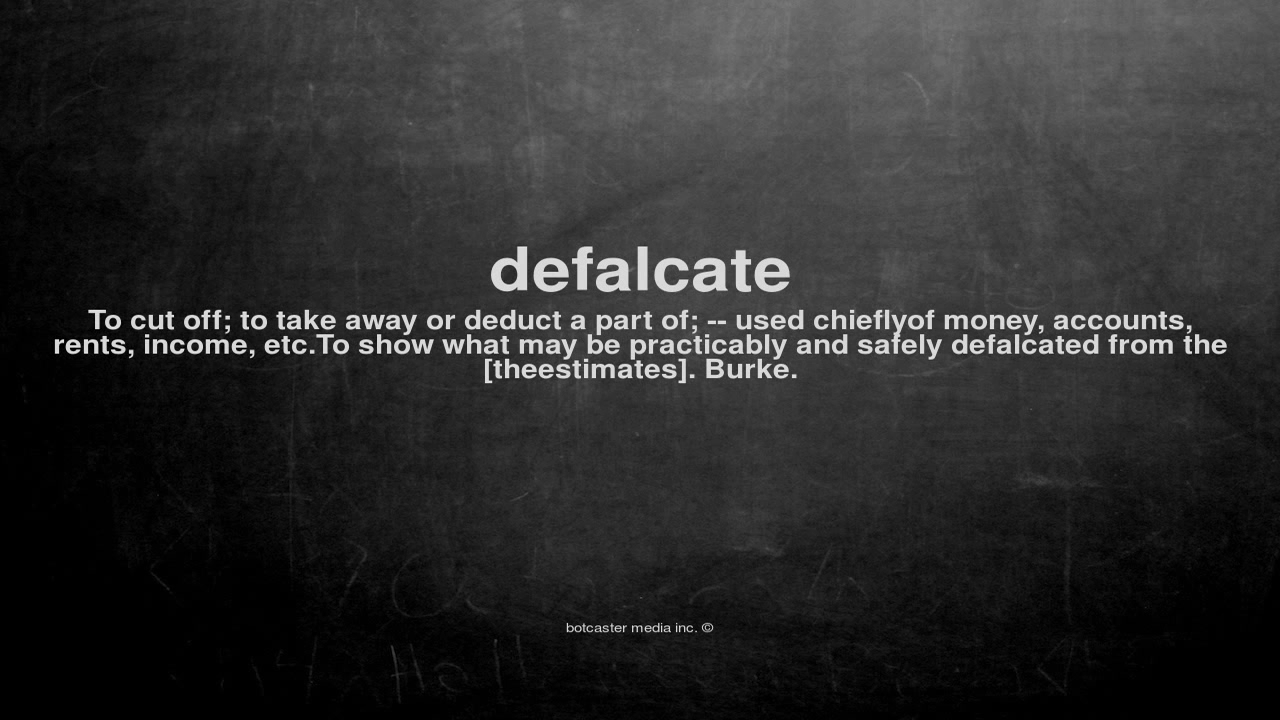 defalcate
To cut off; to take away or deduct a part of; -- used chieflyof money, accounts,
rents, income, etc.To show what may be practicably and safely defalcated from the
[theestimates]. Burke.
botcaster media inc. ©